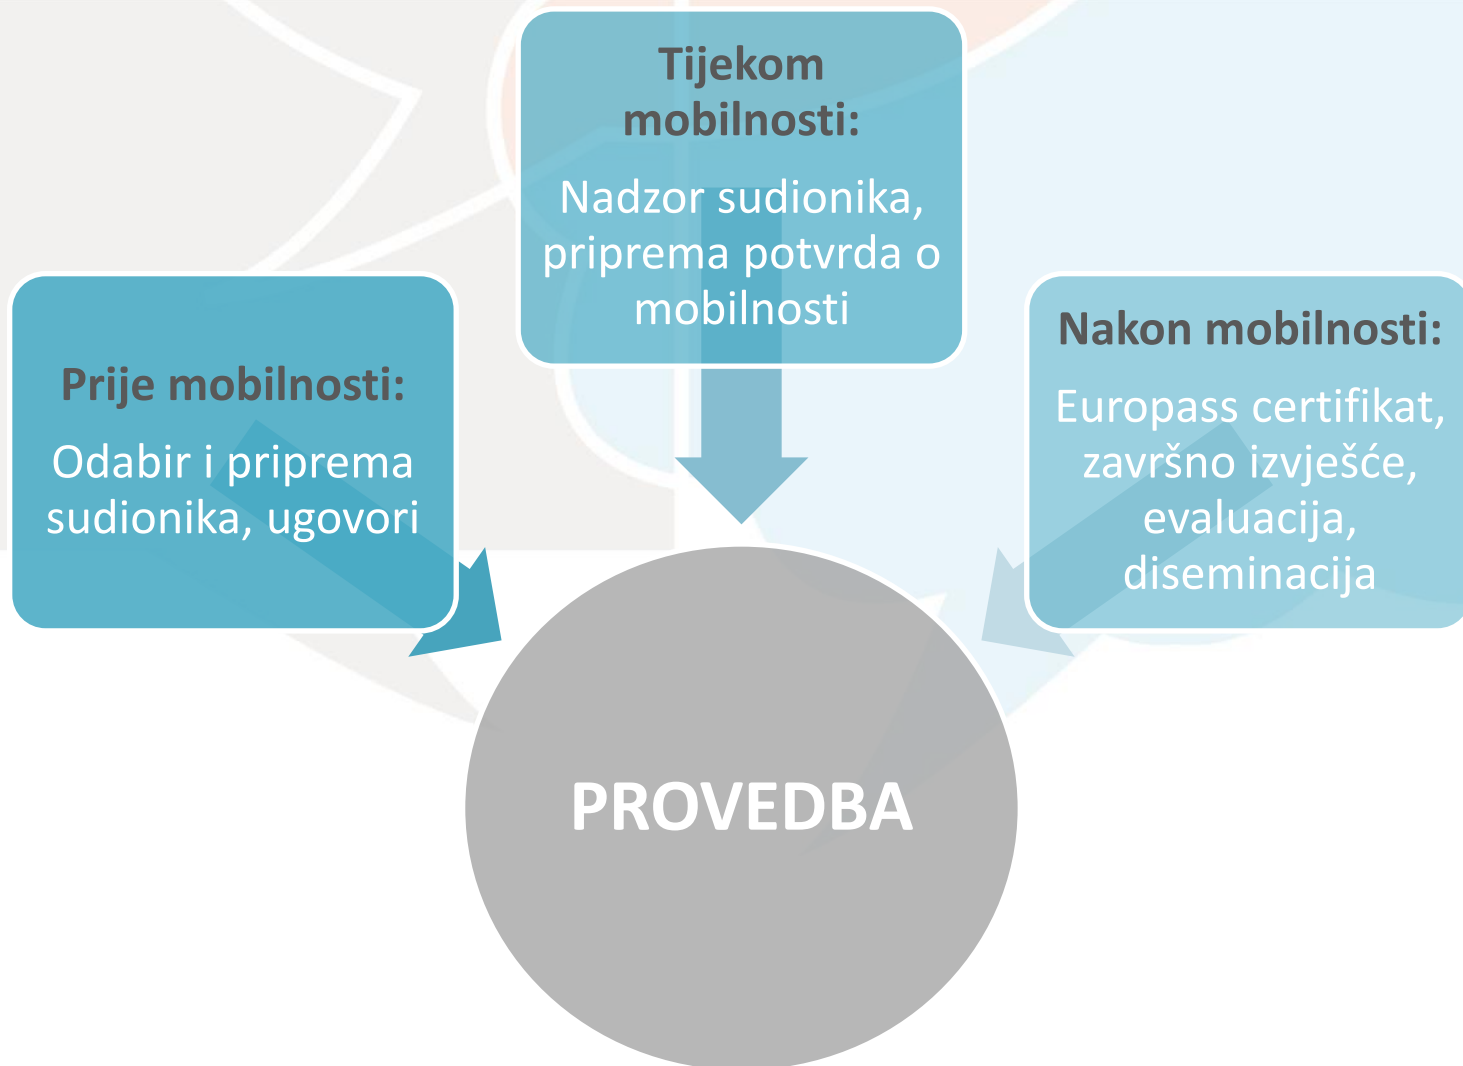 Prije mobilnosti:
Odabir i priprema
sudionika, ugovori
Tijekom
mobilnosti:
Nadzor sudionika,
priprema potvrda o
mobilnosti
Nakon mobilnosti:
Europass certifikat,
završno izvješće,
evaluacija,
diseminacija
PROVEDBA